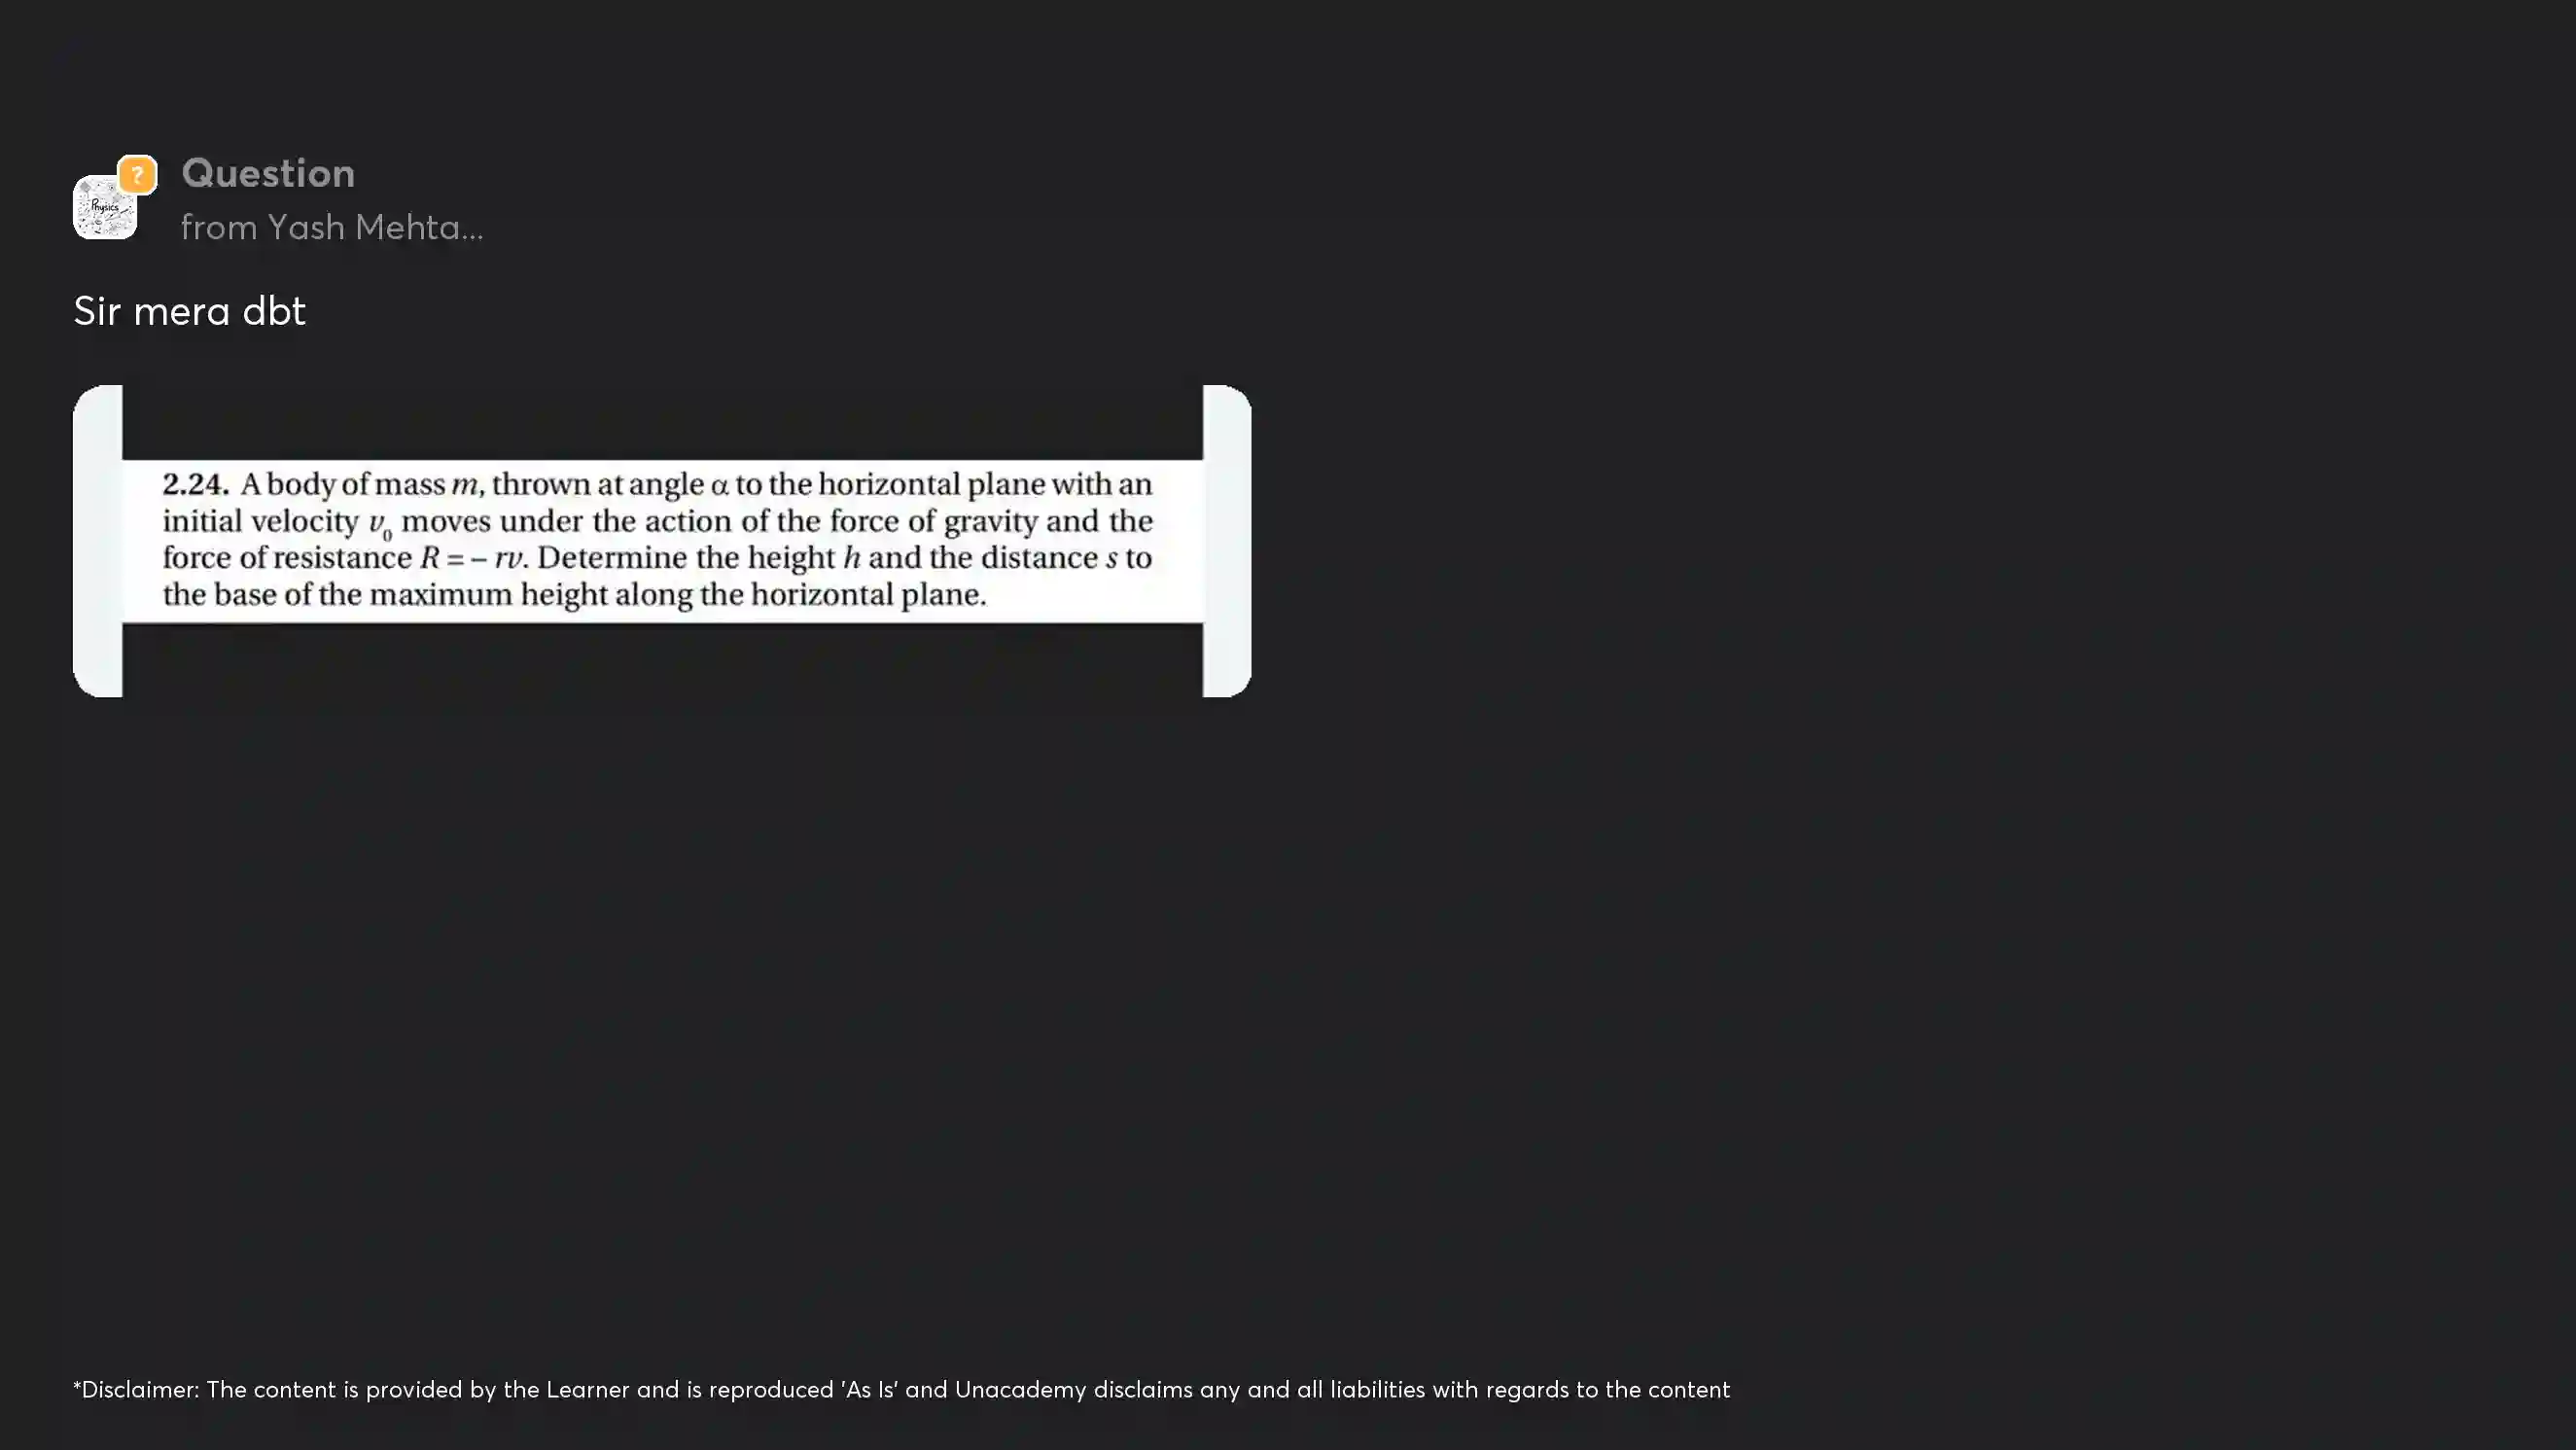 ?
Physics
Question
from Yash Mehta...
Sir mera dbt
2.24. A body of mass m, thrown at angle α to the horizontal plane with an
initial velocity v₀ moves under the action of the force of gravity and the
force of resistance R = – rv. Determine the height h and the distance s to
the base of the maximum height along the horizontal plane.
*Disclaimer: The content is provided by the Learner and is reproduced 'As Is' and Unacademy disclaims any and all liabilities with regards to the content